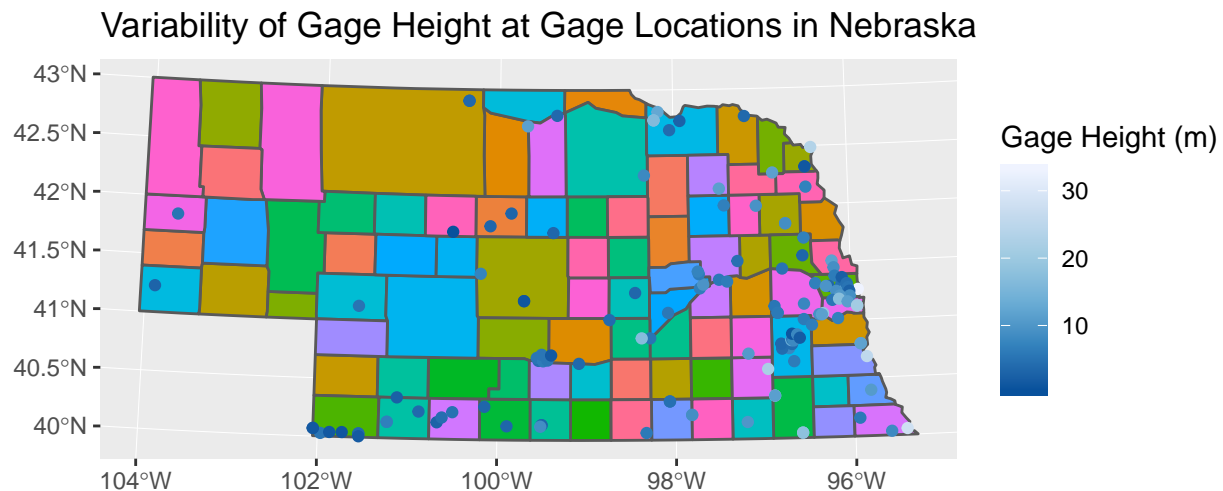 Variability of Gage Height at Gage Locations in Nebraska
43°N
42.5°N
42°N
41.5°N
41°N
40.5°N
40°N
104°W
102°W
100°W
98°W
96°W
Gage Height (m)
30
20
10